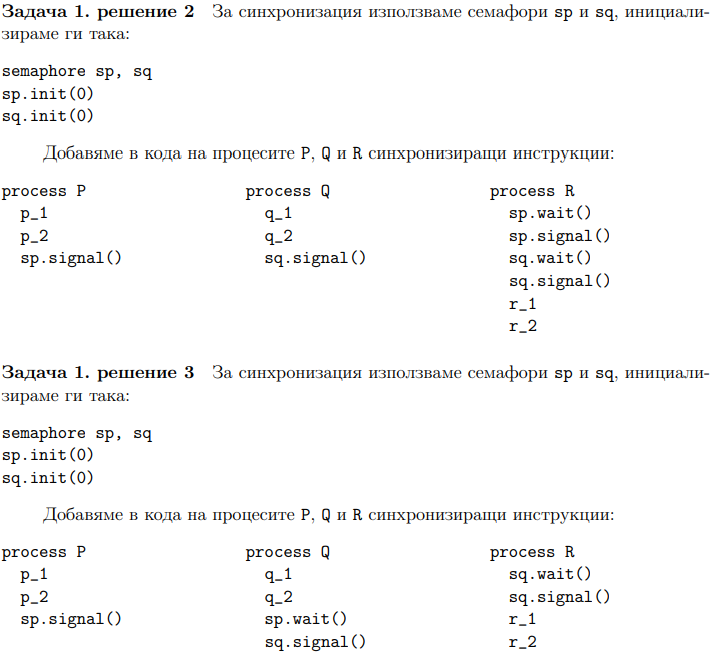 Задача 1. решение 2 За синхронизация използваме семафори sp и sq, инициали-
зираме ги така:
semaphore sp, sq
sp.init(0)
sq.init(0)
Добавяме в кода на процесите P, Q и R синхронизиращи инструкции:
process P process Q process R
p_1 q_1 sp.wait()
p_2 q_2 sp.signal()
sp.signal() sq.signal() sq.wait()
sq.signal()
r_1
r_2
Задача 1. решение 3 За синхронизация използваме семафори sp и sq, инициали-
зираме ги така:
semaphore sp, sq
sp.init(0)
sq.init(0)
Добавяме в кода на процесите P, Q и R синхронизиращи инструкции:
process P process Q process R
p_1 q_1 sq.wait()
p_2 q_2 sq.signal()
sp.signal() sp.wait() r_1
sq.signal() r_2